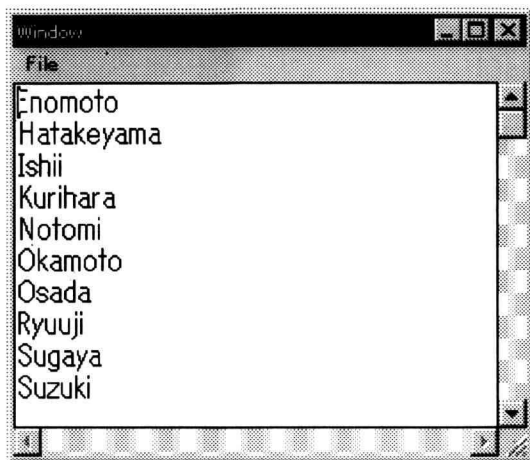 Window
File
Enomoto
Hatakeyama
Ishii
Kurihara
Notomi
Okamoto
Osada
Ryuuji
Sugaya
Suzuki